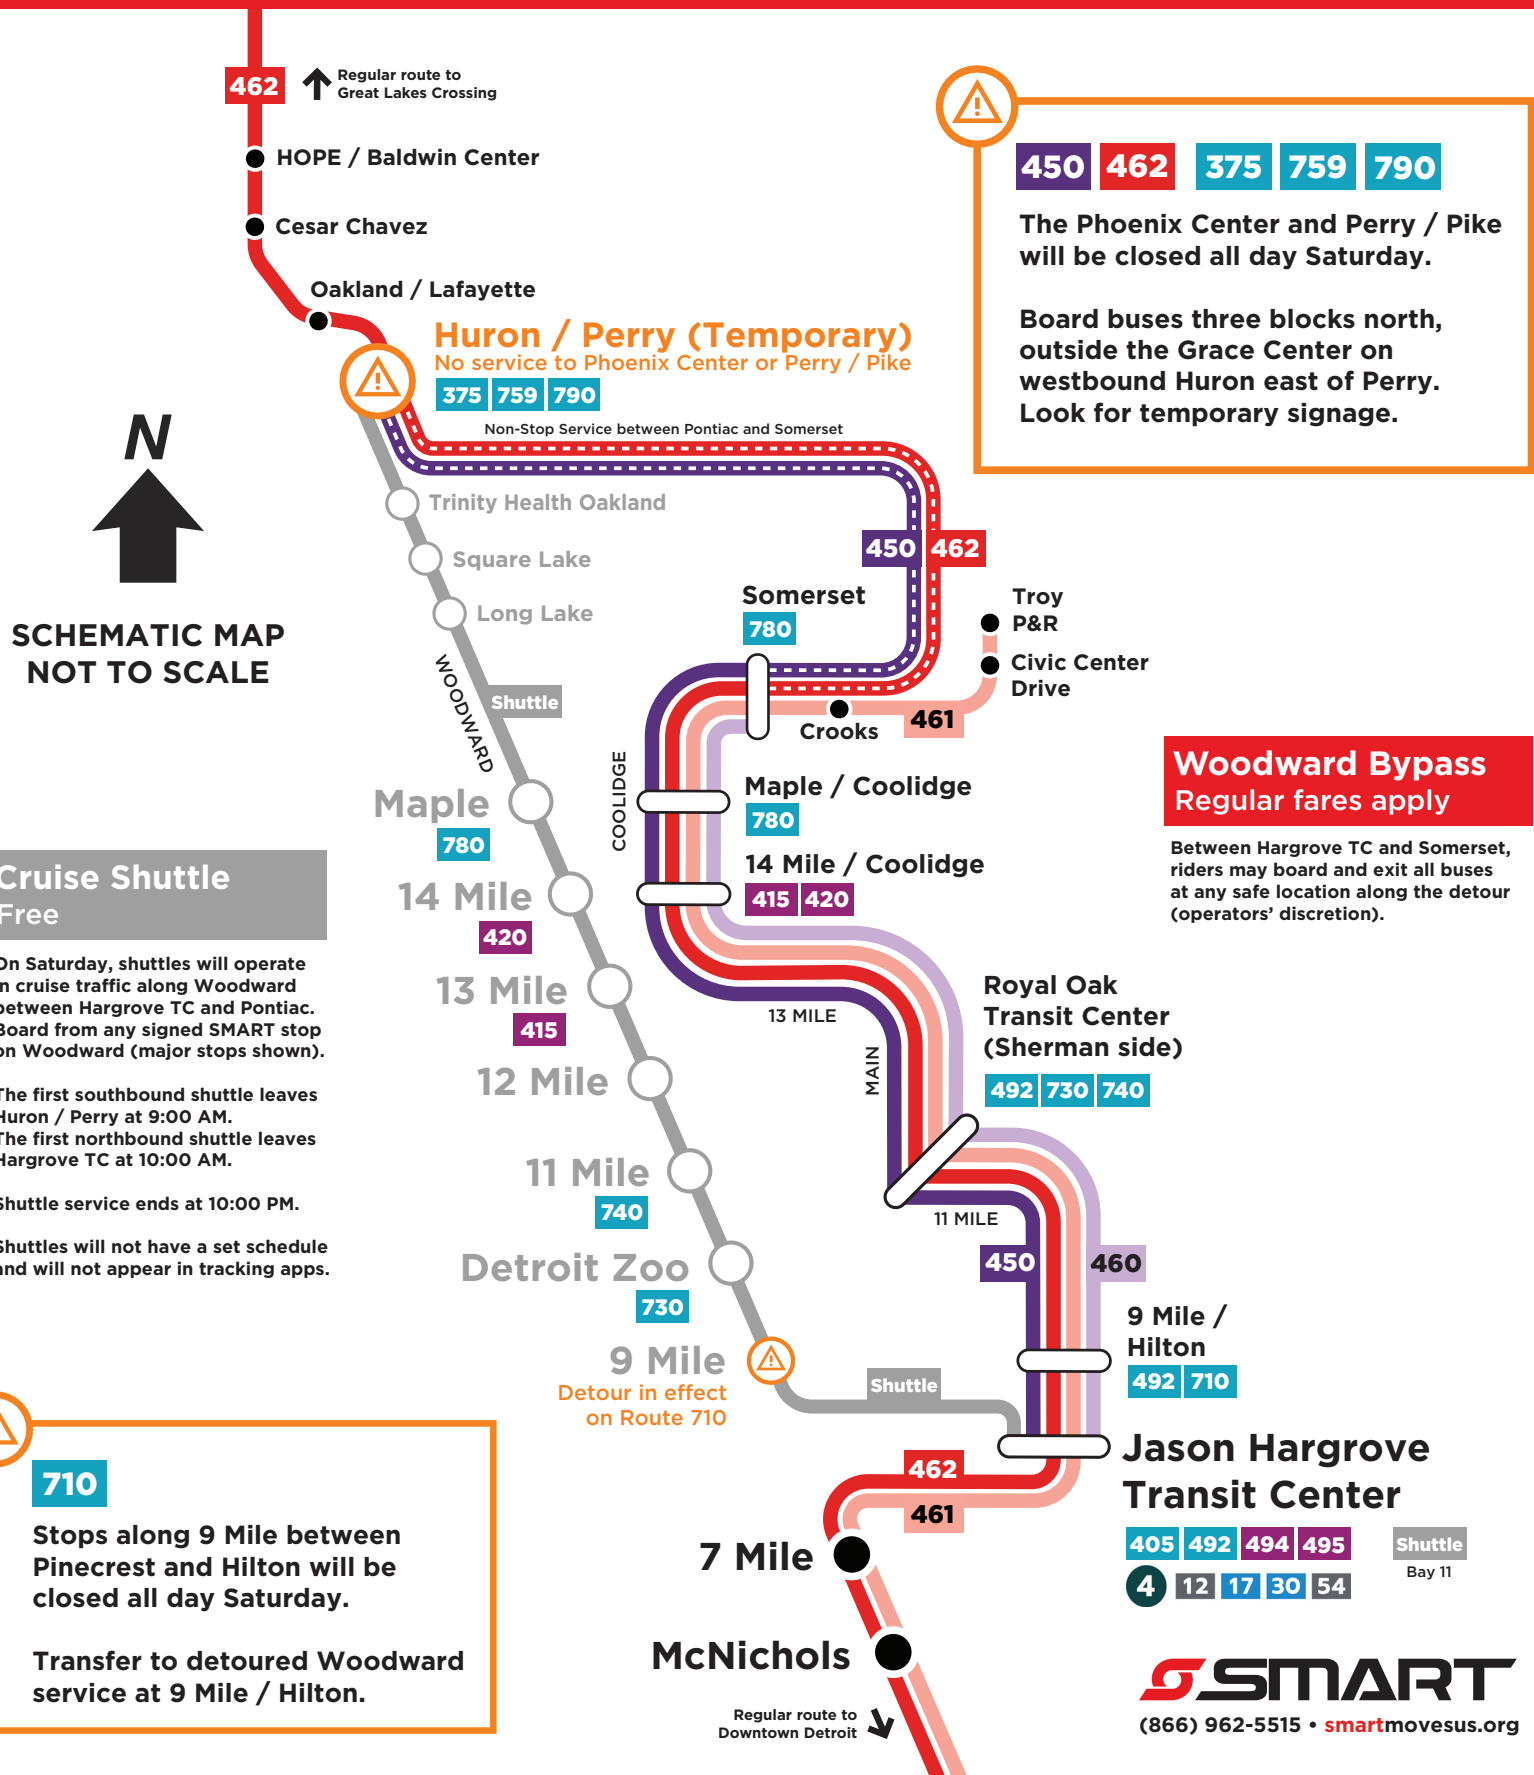 462
Regular route to
Great Lakes Crossing
HOPE / Baldwin Center
Cesar Chavez
Oakland / Lafayette
Huron / Perry (Temporary)
No service to Phoenix Center or Perry / Pike
375 759 790
Non-Stop Service between Pontiac and Somerset
450 462 375 759 790
The Phoenix Center and Perry / Pike
will be closed all day Saturday.
Board buses three blocks north,
outside the Grace Center on
westbound Huron east of Perry.
Look for temporary signage.
N
SCHEMATIC MAP
NOT TO SCALE
Trinity Health Oakland
Square Lake
Long Lake
WOODWARD
Shuttle
450 462
Somerset
780
Troy
P&R
Civic Center
Drive
Crooks
461
COOLIDGE
Maple / Coolidge
780
14 Mile / Coolidge
415 420
Woodward Bypass
Regular fares apply
Between Hargrove TC and Somerset,
riders may board and exit all buses
at any safe location along the detour
(operators' discretion).
Maple
780
14 Mile
420
13 Mile
415
12 Mile
11 Mile
740
Detroit Zoo
730
9 Mile
Detour in effect
on Route 710
Cruise Shuttle
Free
On Saturday, shuttles will operate
in cruise traffic along Woodward
between Hargrove TC and Pontiac.
Board from any signed SMART stop
on Woodward (major stops shown).
The first southbound shuttle leaves
Huron / Perry at 9:00 AM.
The first northbound shuttle leaves
Hargrove TC at 10:00 AM.
Shuttle service ends at 10:00 PM.
Shuttles will not have a set schedule
and will not appear in tracking apps.
13 MILE
MAIN
Royal Oak
Transit Center
(Sherman side)
492 730 740
11 MILE
450 460
9 Mile /
Hilton
492 710
Shuttle
Jason Hargrove
Transit Center
405 492 494 495
4 12 17 30 54
Shuttle
Bay 11
462
461
7 Mile
McNichols
Regular route to
Downtown Detroit
710
Stops along 9 Mile between
Pinecrest and Hilton will be
closed all day Saturday.
Transfer to detoured Woodward
service at 9 Mile / Hilton.
SMART
(866) 962-5515 • smartmovesus.org